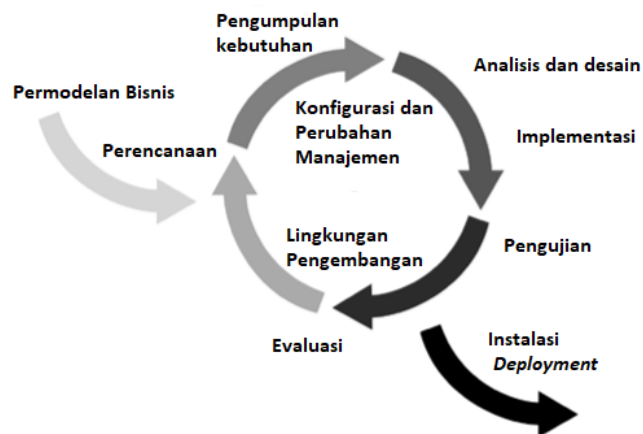 Pengumpulan
kebutuhan
Analisis dan desain
Permodelan Bisnis
Konfigurasi dan
Perubahan
Manajemen
Implementasi
Perencanaan
Lingkungan
Pengembangan
Pengujian
Evaluasi
Instalasi
Deployment